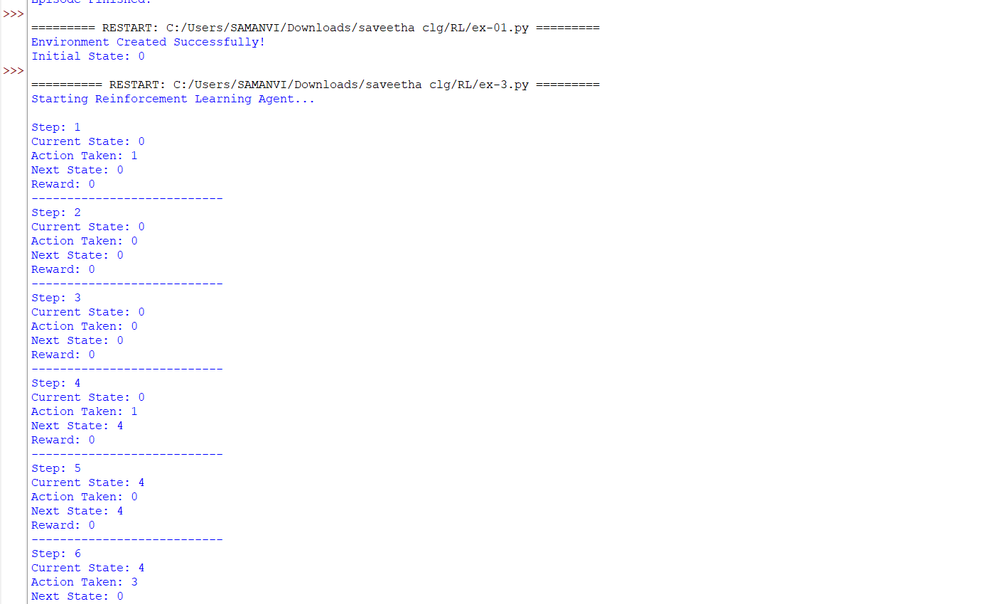 Episode Finished.
>>>
========= RESTART: C:/Users/SAMANVI/Downloads/saveetha clg/RL/ex-01.py =========
Environment Created Successfully!
Initial State: 0
>>>
========== RESTART: C:/Users/SAMANVI/Downloads/saveetha clg/RL/ex-3.py =========
Starting Reinforcement Learning Agent...
Step: 1
Current State: 0
Action Taken: 1
Next State: 0
Reward: 0
---------------------------
Step: 2
Current State: 0
Action Taken: 0
Next State: 0
Reward: 0
---------------------------
Step: 3
Current State: 0
Action Taken: 0
Next State: 0
Reward: 0
---------------------------
Step: 4
Current State: 0
Action Taken: 1
Next State: 4
Reward: 0
---------------------------
Step: 5
Current State: 4
Action Taken: 0
Next State: 4
Reward: 0
---------------------------
Step: 6
Current State: 4
Action Taken: 3
Next State: 0